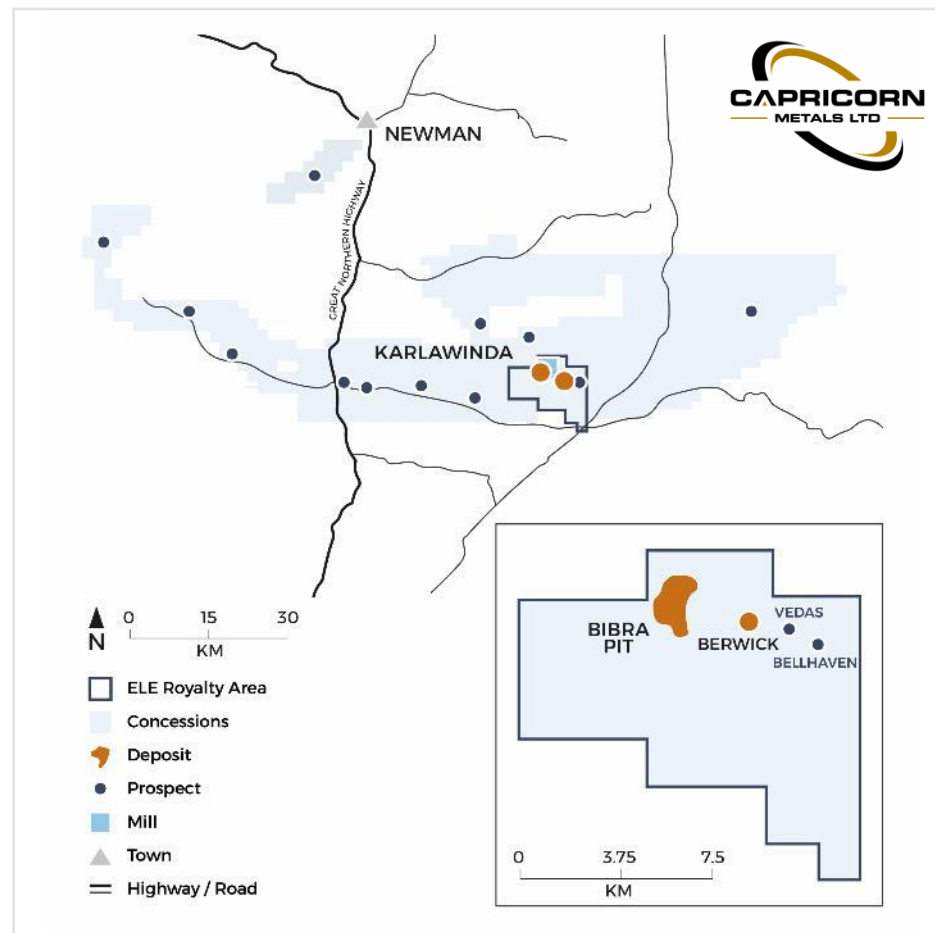 CAPRICORN
METALS LTD
NEWMAN
GREAT NORTHERN HIGHWAY
KARLAWINDA
N
0 15 30
KM
ELE Royalty Area
Concessions
Deposit
Prospect
Mill
Town
Highway / Road
BIBRA
PIT
BERWICK
VEDAS
BELLHAVEN
0 3.75 7.5
KM